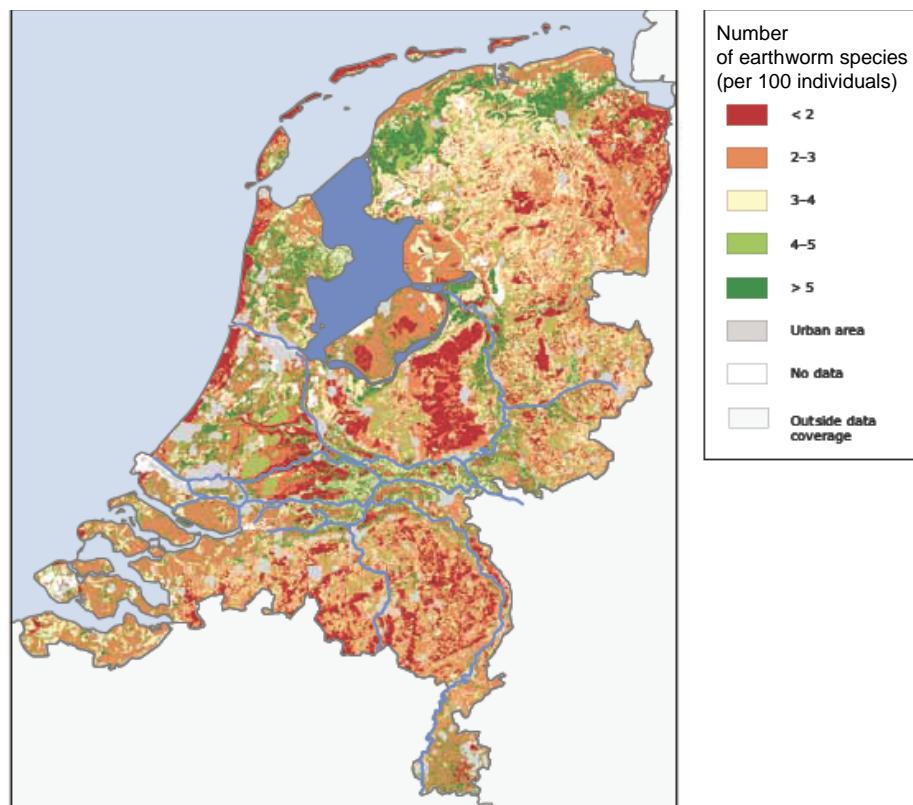 Number
of earthworm species
(per 100 individuals)
< 2
2–3
3–4
4–5
> 5
Urban area
No data
Outside data
coverage